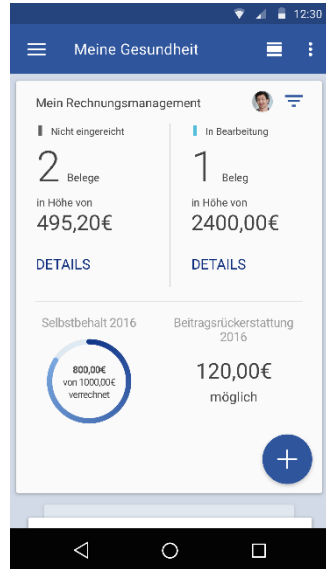 12:30
Meine Gesundheit
Mein Rechnungsmanagement
Nicht eingereicht
2 Belege
in Höhe von
495,20€
DETAILS
In Bearbeitung
1 Beleg
in Höhe von
2400,00€
DETAILS
Selbstbehalt 2016
800,00€
von 1000,00€
verrechnet
Beitragsrückerstattung
2016
120,00€
möglich